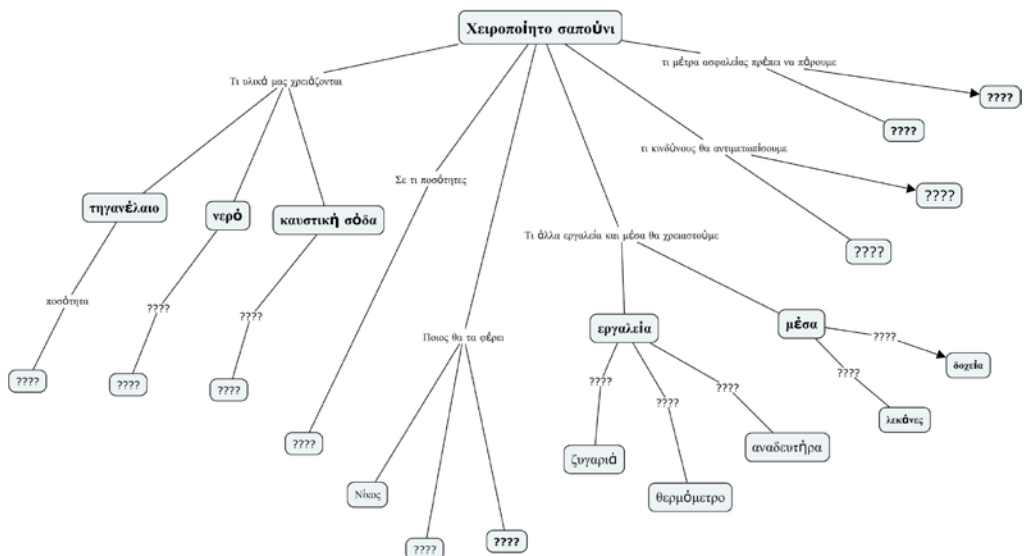 Χειροποίητο σαπούνι
τι μέτρα ασφαλείας πρέπει να πάρουμε
Τι υλικά μας χρειάζονται
????
????
τι κινδύνους θα αντιμετωπίσουμε
Σε τι ποσότητες
????
τηγανέλαιο
νερό
καυστική σόδα
Τι άλλα εργαλεία και μέσα θα χρειαστούμε
????
ποσότητα
????
????
εργαλεία
μέσα
Ποιος θα τα φέρει
????
δοχεία
????
????
????
????
????
????
????
????
λεκάνες
????
αναδευτήρα
ζυγαριά
Νίκος
θερμόμετρο
????
????